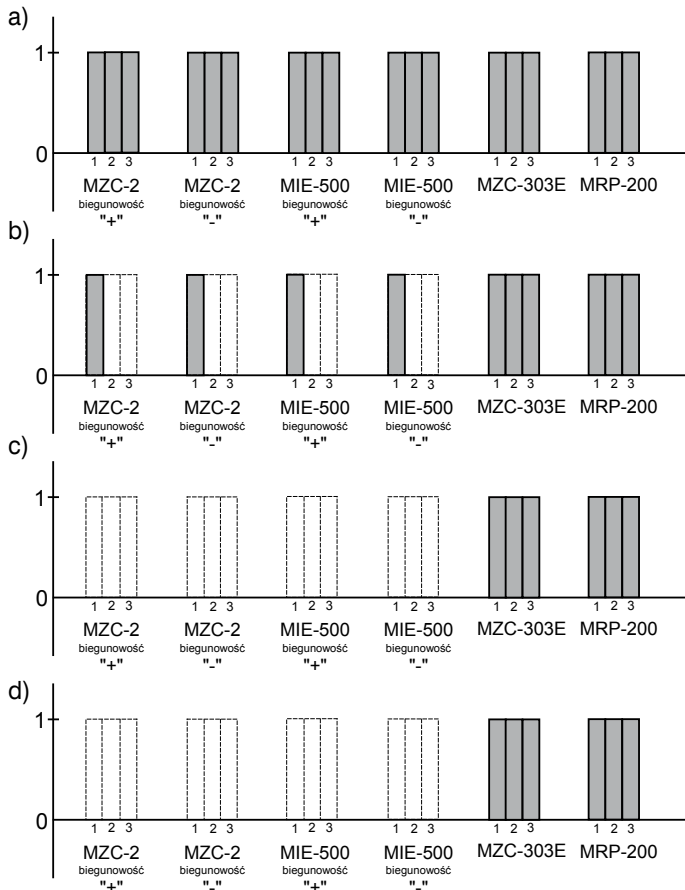 a)
1
0
1 2 3 1 2 3 1 2 3 1 2 3 1 2 3 1 2 3
MZC-2 MZC-2 MIE-500 MIE-500 MZC-303E MRP-200
biegunowość biegunowość biegunowość biegunowość
"+" "-" "+" "-"
b)
1
0
1 2 3 1 2 3 1 2 3 1 2 3 1 2 3 1 2 3
MZC-2 MZC-2 MIE-500 MIE-500 MZC-303E MRP-200
biegunowość biegunowość biegunowość biegunowość
"+" "-" "+" "-"
c)
1
0
1 2 3 1 2 3 1 2 3 1 2 3 1 2 3 1 2 3
MZC-2 MZC-2 MIE-500 MIE-500 MZC-303E MRP-200
biegunowość biegunowość biegunowość biegunowość
"+" "-" "+" "-"
d)
1
0
1 2 3 1 2 3 1 2 3 1 2 3 1 2 3 1 2 3
MZC-2 MZC-2 MIE-500 MIE-500 MZC-303E MRP-200
biegunowość biegunowość biegunowość biegunowość
"+" "-" "+" "-"